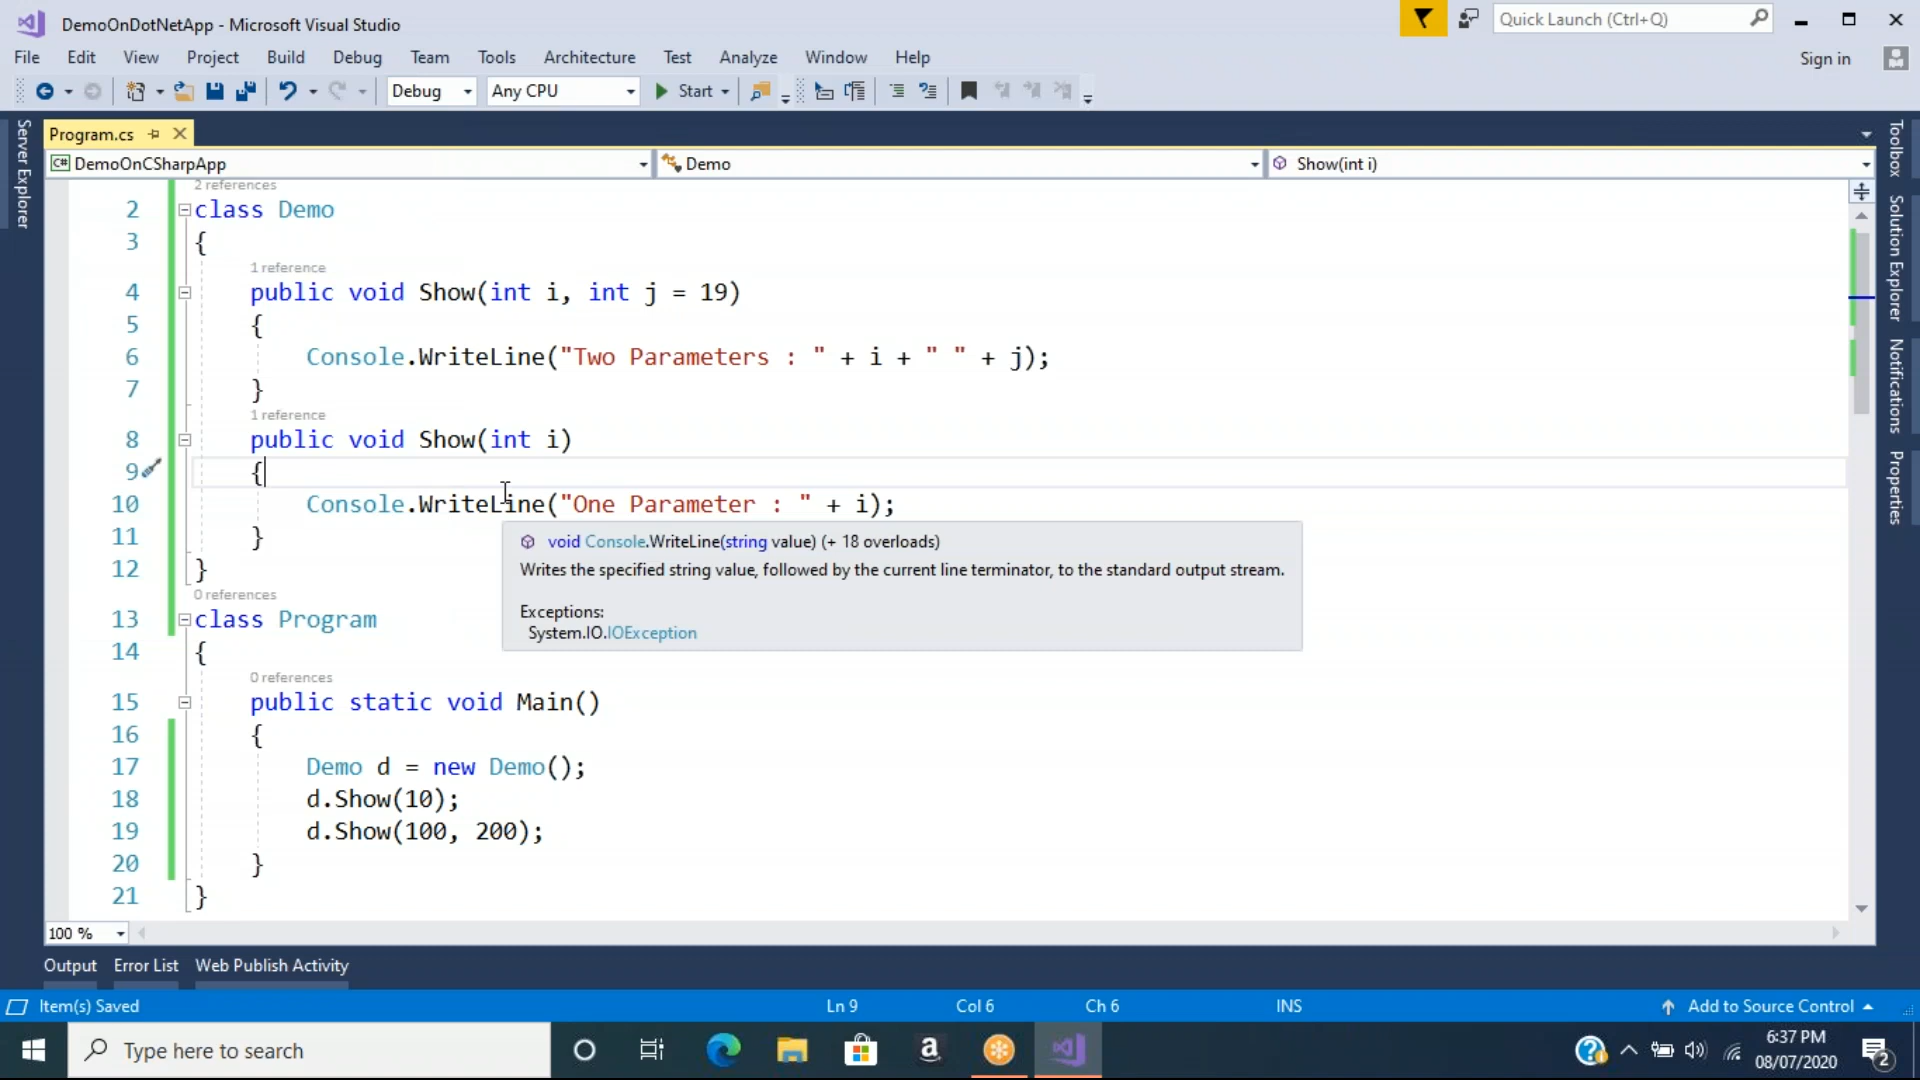 DemoOnDotNetApp - Microsoft Visual Studio
Quick Launch (Ctrl+Q)
File Edit View Project Build Debug Team Tools Architecture Test Analyze Window Help
Sign in
Debug Any CPU Start
Server Explorer
Program.cs
DemoOnCSharpApp Demo Show(int i)
Toolbox
Solution Explorer
Notifications
Properties
2 references
2 class Demo
3 {
1 reference
4 public void Show(int i, int j = 19)
5 {
6 Console.WriteLine("Two Parameters : " + i + " " + j);
7 }
1 reference
8 public void Show(int i)
9 {
10 Console.WriteLine("One Parameter : " + i);
11 }
void Console.WriteLine(string value) (+ 18 overloads)
Writes the specified string value, followed by the current line terminator, to the standard output stream.
Exceptions:
System.IO.IOException
12 }
0 references
13 class Program
14 {
0 references
15 public static void Main()
16 {
17 Demo d = new Demo();
18 d.Show(10);
19 d.Show(100, 200);
20 }
21 }
100 %
Output Error List Web Publish Activity
Item(s) Saved Ln 9 Col 6 Ch 6 INS Add to Source Control
Type here to search
6:37 PM
08/07/2020
2